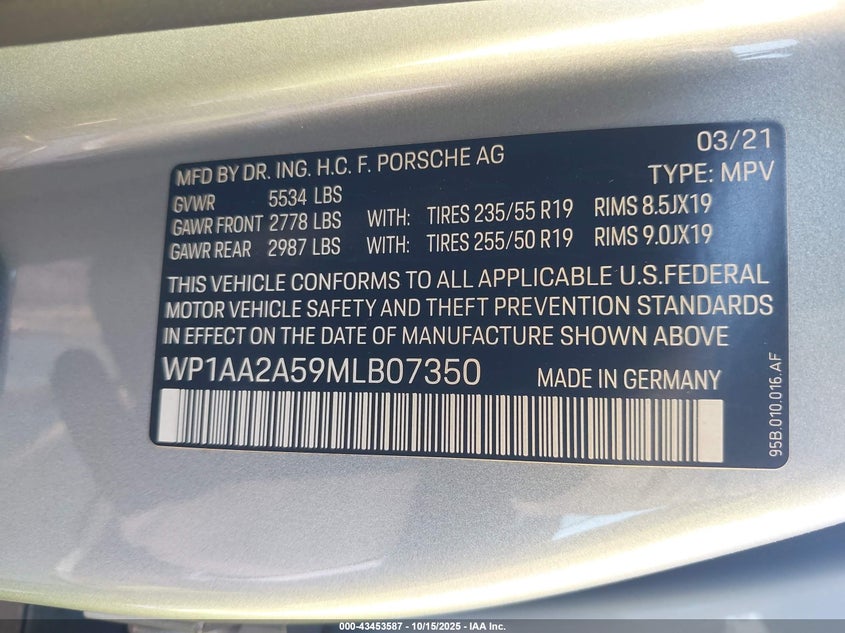 03/21
MFD BY DR. ING. H.C. F. PORSCHE AG
TYPE: MPV
GVWR 5534 LBS
GAWR FRONT 2778 LBS WITH: TIRES 235/55 R19 RIMS 8.5JX19
GAWR REAR 2987 LBS WITH: TIRES 255/50 R19 RIMS 9.0JX19
THIS VEHICLE CONFORMS TO ALL APPLICABLE U.S.FEDERAL
MOTOR VEHICLE SAFETY AND THEFT PREVENTION STANDARDS
IN EFFECT ON THE DATE OF MANUFACTURE SHOWN ABOVE
WP1AA2A59MLB07350 MADE IN GERMANY
95B.010.016.AF
000-43453587 - 10/15/2025 - IAA Inc.